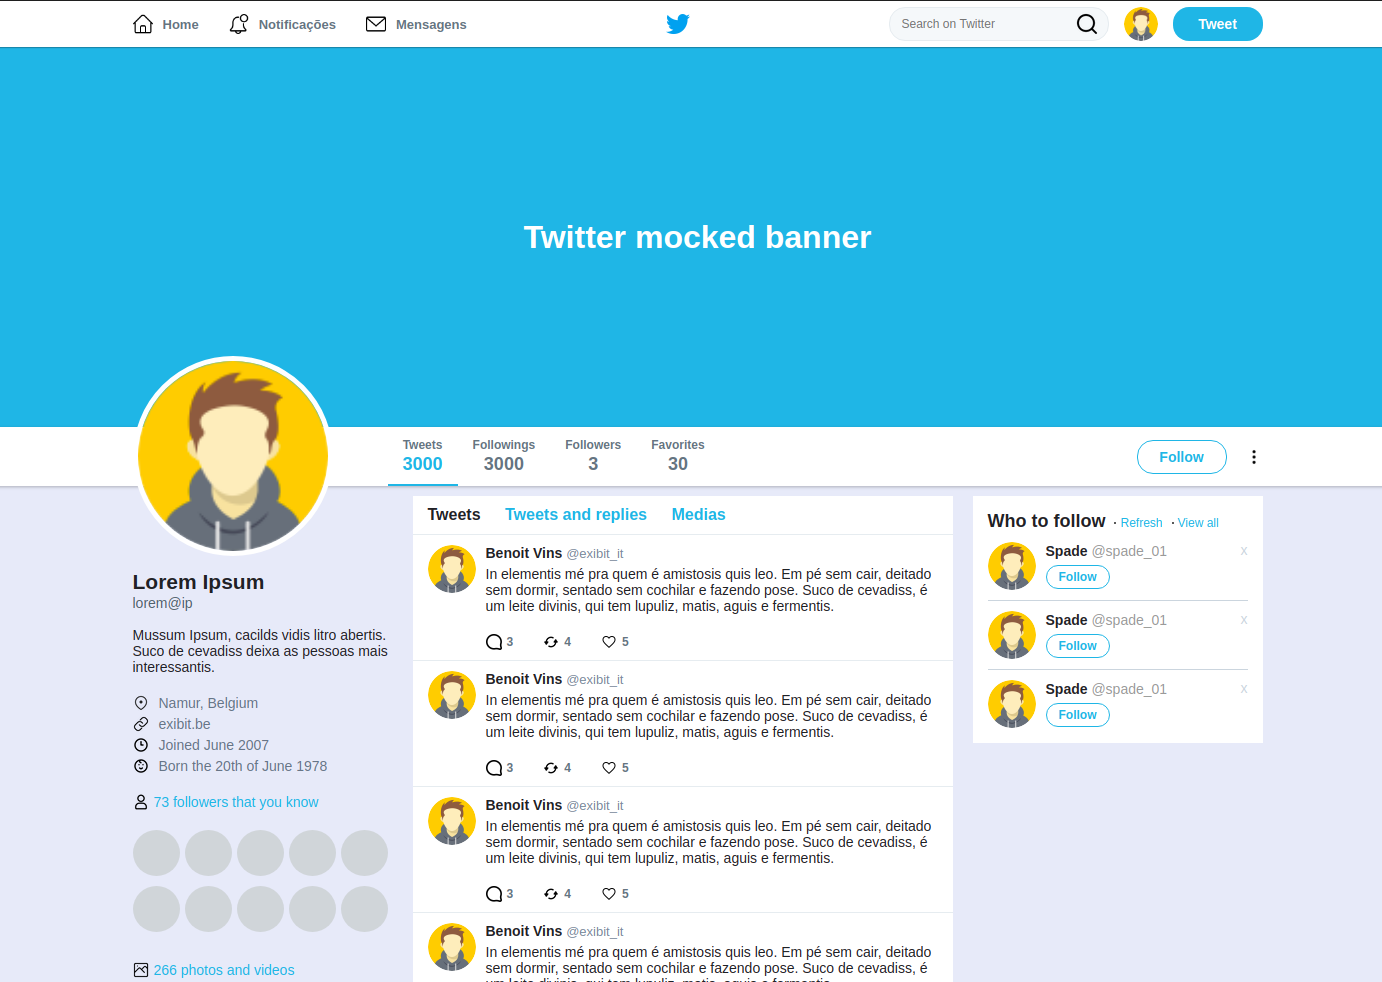 Home Notificações Mensagens Search on Twitter Tweet
Twitter mocked banner
Tweets Followings Followers Favorites
3000 3000 3 30
Follow
Lorem Ipsum
lorem@ip
Mussum Ipsum, cacilds vidis litro abertis.
Suco de cevadiss deixa as pessoas mais
interessantis.
Namur, Belgium
exibit.be
Joined June 2007
Born the 20th of June 1978
73 followers that you know
266 photos and videos
Tweets Tweets and replies Medias
Benoit Vins @exibit_it
In elementis mé pra quem é amistosis quis leo. Em pé sem cair, deitado
sem dormir, sentado sem cochilar e fazendo pose. Suco de cevadiss, é
um leite divinis, qui tem lupuliz, matis, aguis e fermentis.
3 4 5
Benoit Vins @exibit_it
In elementis mé pra quem é amistosis quis leo. Em pé sem cair, deitado
sem dormir, sentado sem cochilar e fazendo pose. Suco de cevadiss, é
um leite divinis, qui tem lupuliz, matis, aguis e fermentis.
3 4 5
Benoit Vins @exibit_it
In elementis mé pra quem é amistosis quis leo. Em pé sem cair, deitado
sem dormir, sentado sem cochilar e fazendo pose. Suco de cevadiss, é
um leite divinis, qui tem lupuliz, matis, aguis e fermentis.
3 4 5
Benoit Vins @exibit_it
In elementis mé pra quem é amistosis quis leo. Em pé sem cair, deitado
sem dormir, sentado sem cochilar e fazendo pose. Suco de cevadiss, é
um leite divinis, qui tem lupuliz, matis, aguis e fermentis.
Who to follow · Refresh · View all
Spade @spade_01 x
Follow
Spade @spade_01 x
Follow
Spade @spade_01 x
Follow